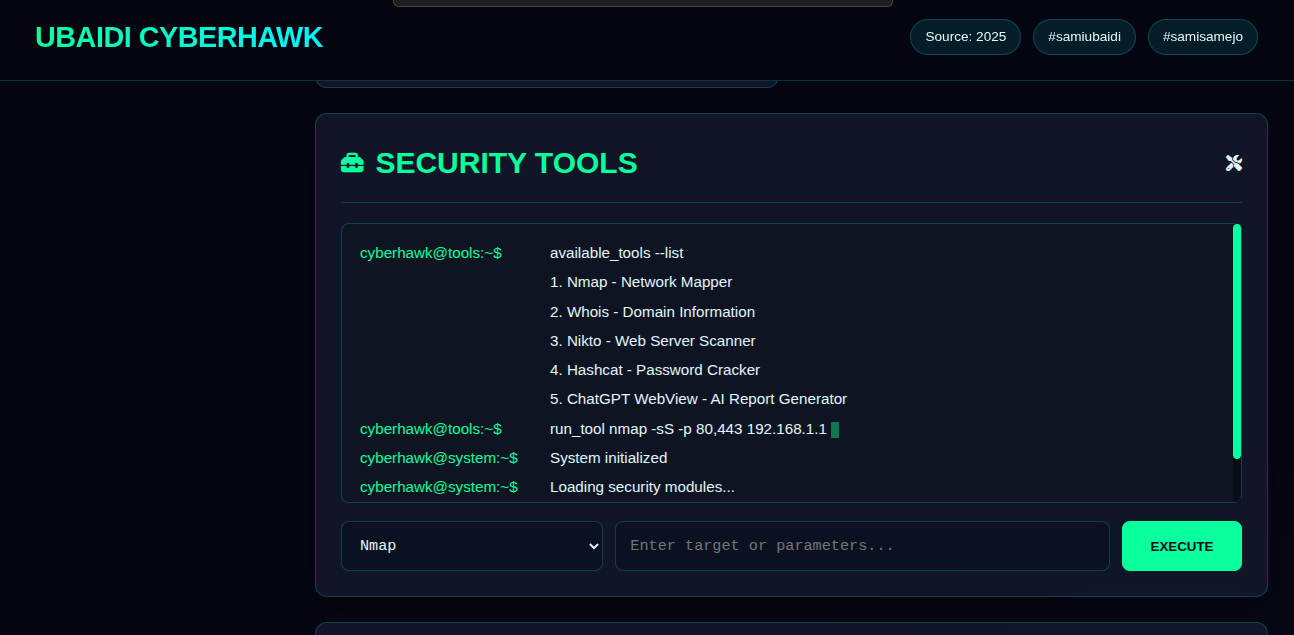 UBAIDI CYBERHAWK
Source: 2025 #samiubaidi #samisamejo
SECURITY TOOLS
cyberhawk@tools:~$ available_tools --list
1. Nmap - Network Mapper
2. Whois - Domain Information
3. Nikto - Web Server Scanner
4. Hashcat - Password Cracker
5. ChatGPT WebView - AI Report Generator
cyberhawk@tools:~$ run_tool nmap -sS -p 80,443 192.168.1.1
cyberhawk@system:~$ System initialized
cyberhawk@system:~$ Loading security modules...
Nmap Enter target or parameters... EXECUTE